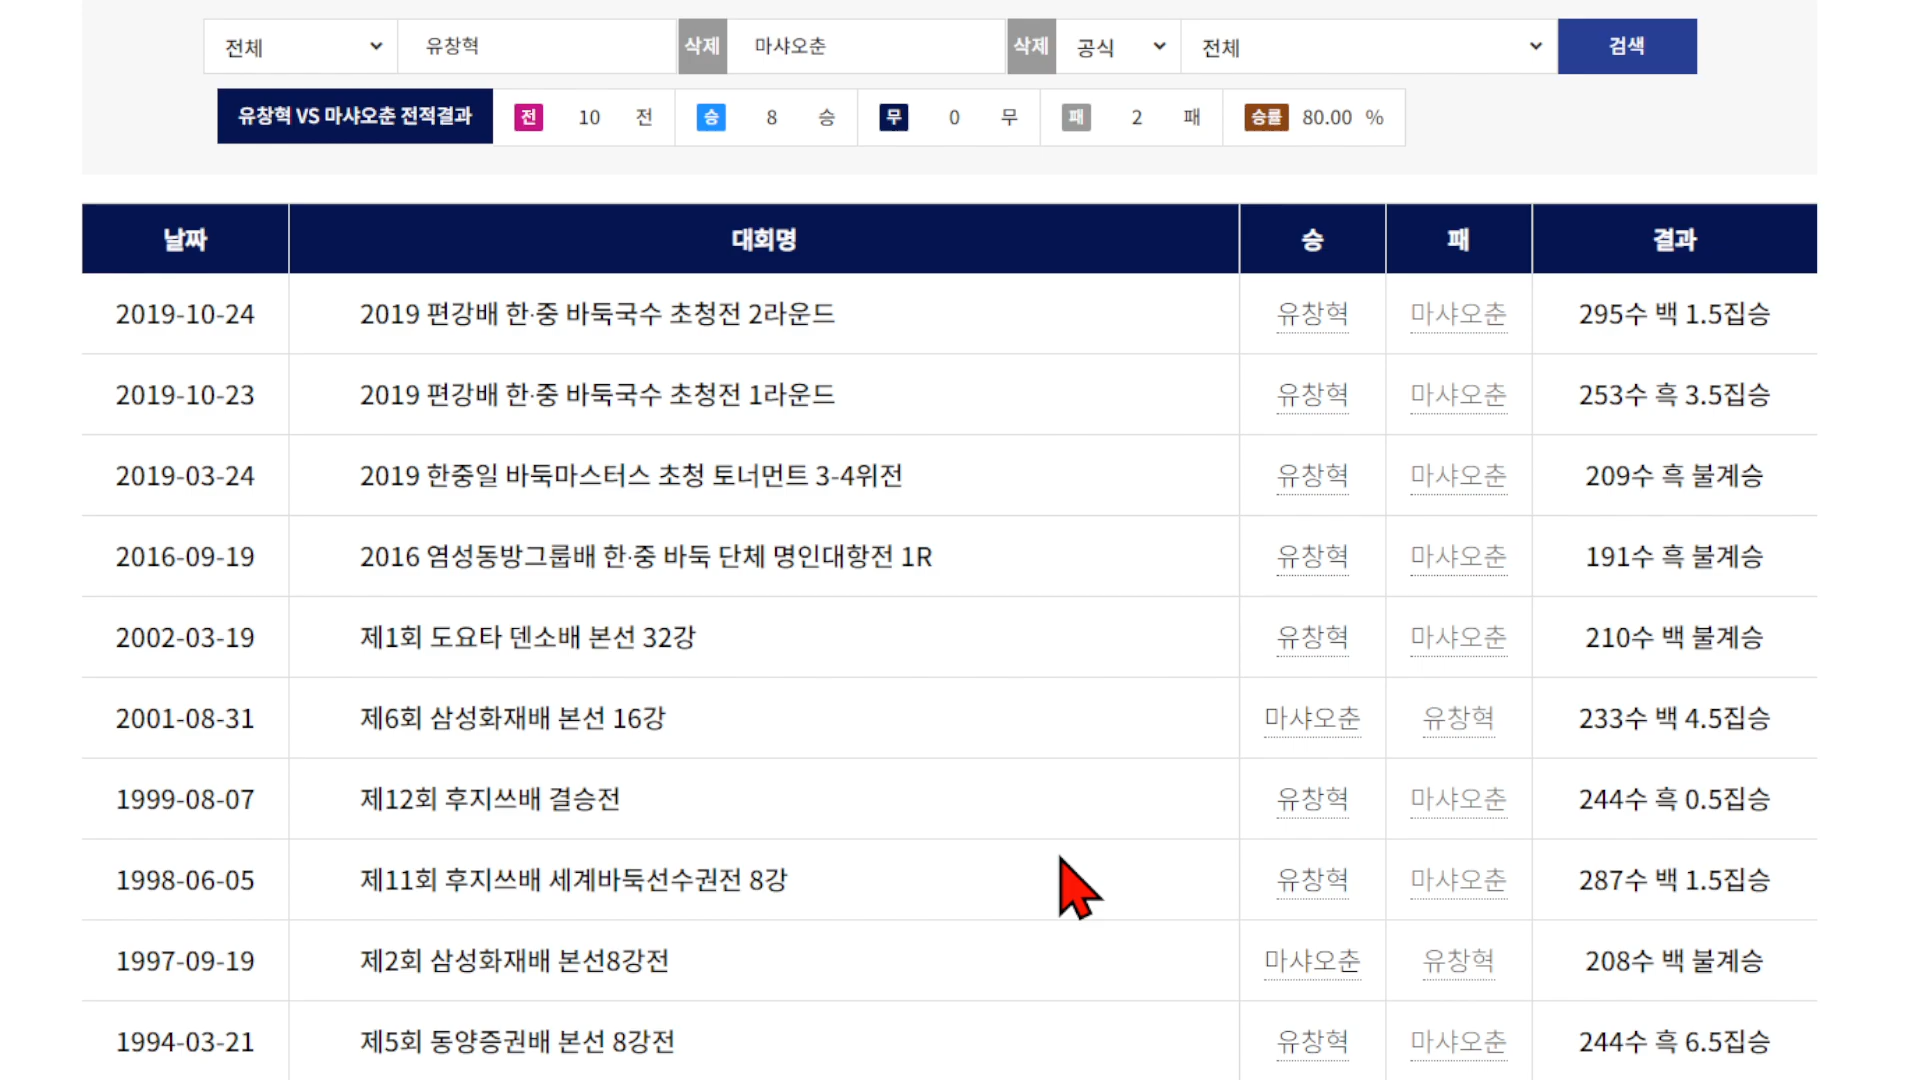 전체 유창혁 삭제 마샤오춘 삭제 공식 전체 검색
유창혁 VS 마샤오춘 전적결과 전 10 전 승 8 승 무 0 무 패 2 패 승률 80.00 %
날짜 대회명 승 패 결과
2019-10-24 2019 편강배 한·중 바둑국수 초청전 2라운드 유창혁 마샤오춘 295수 백 1.5집승
2019-10-23 2019 편강배 한·중 바둑국수 초청전 1라운드 유창혁 마샤오춘 253수 흑 3.5집승
2019-03-24 2019 한중일 바둑마스터스 초청 토너먼트 3-4위전 유창혁 마샤오춘 209수 흑 불계승
2016-09-19 2016 염성동방그룹배 한·중 바둑 단체 명인대항전 1R 유창혁 마샤오춘 191수 흑 불계승
2002-03-19 제1회 도요타 덴소배 본선 32강 유창혁 마샤오춘 210수 백 불계승
2001-08-31 제6회 삼성화재배 본선 16강 마샤오춘 유창혁 233수 백 4.5집승
1999-08-07 제12회 후지쓰배 결승전 유창혁 마샤오춘 244수 흑 0.5집승
1998-06-05 제11회 후지쓰배 세계바둑선수권전 8강 유창혁 마샤오춘 287수 백 1.5집승
1997-09-19 제2회 삼성화재배 본선8강전 마샤오춘 유창혁 208수 백 불계승
1994-03-21 제5회 동양증권배 본선 8강전 유창혁 마샤오춘 244수 흑 6.5집승